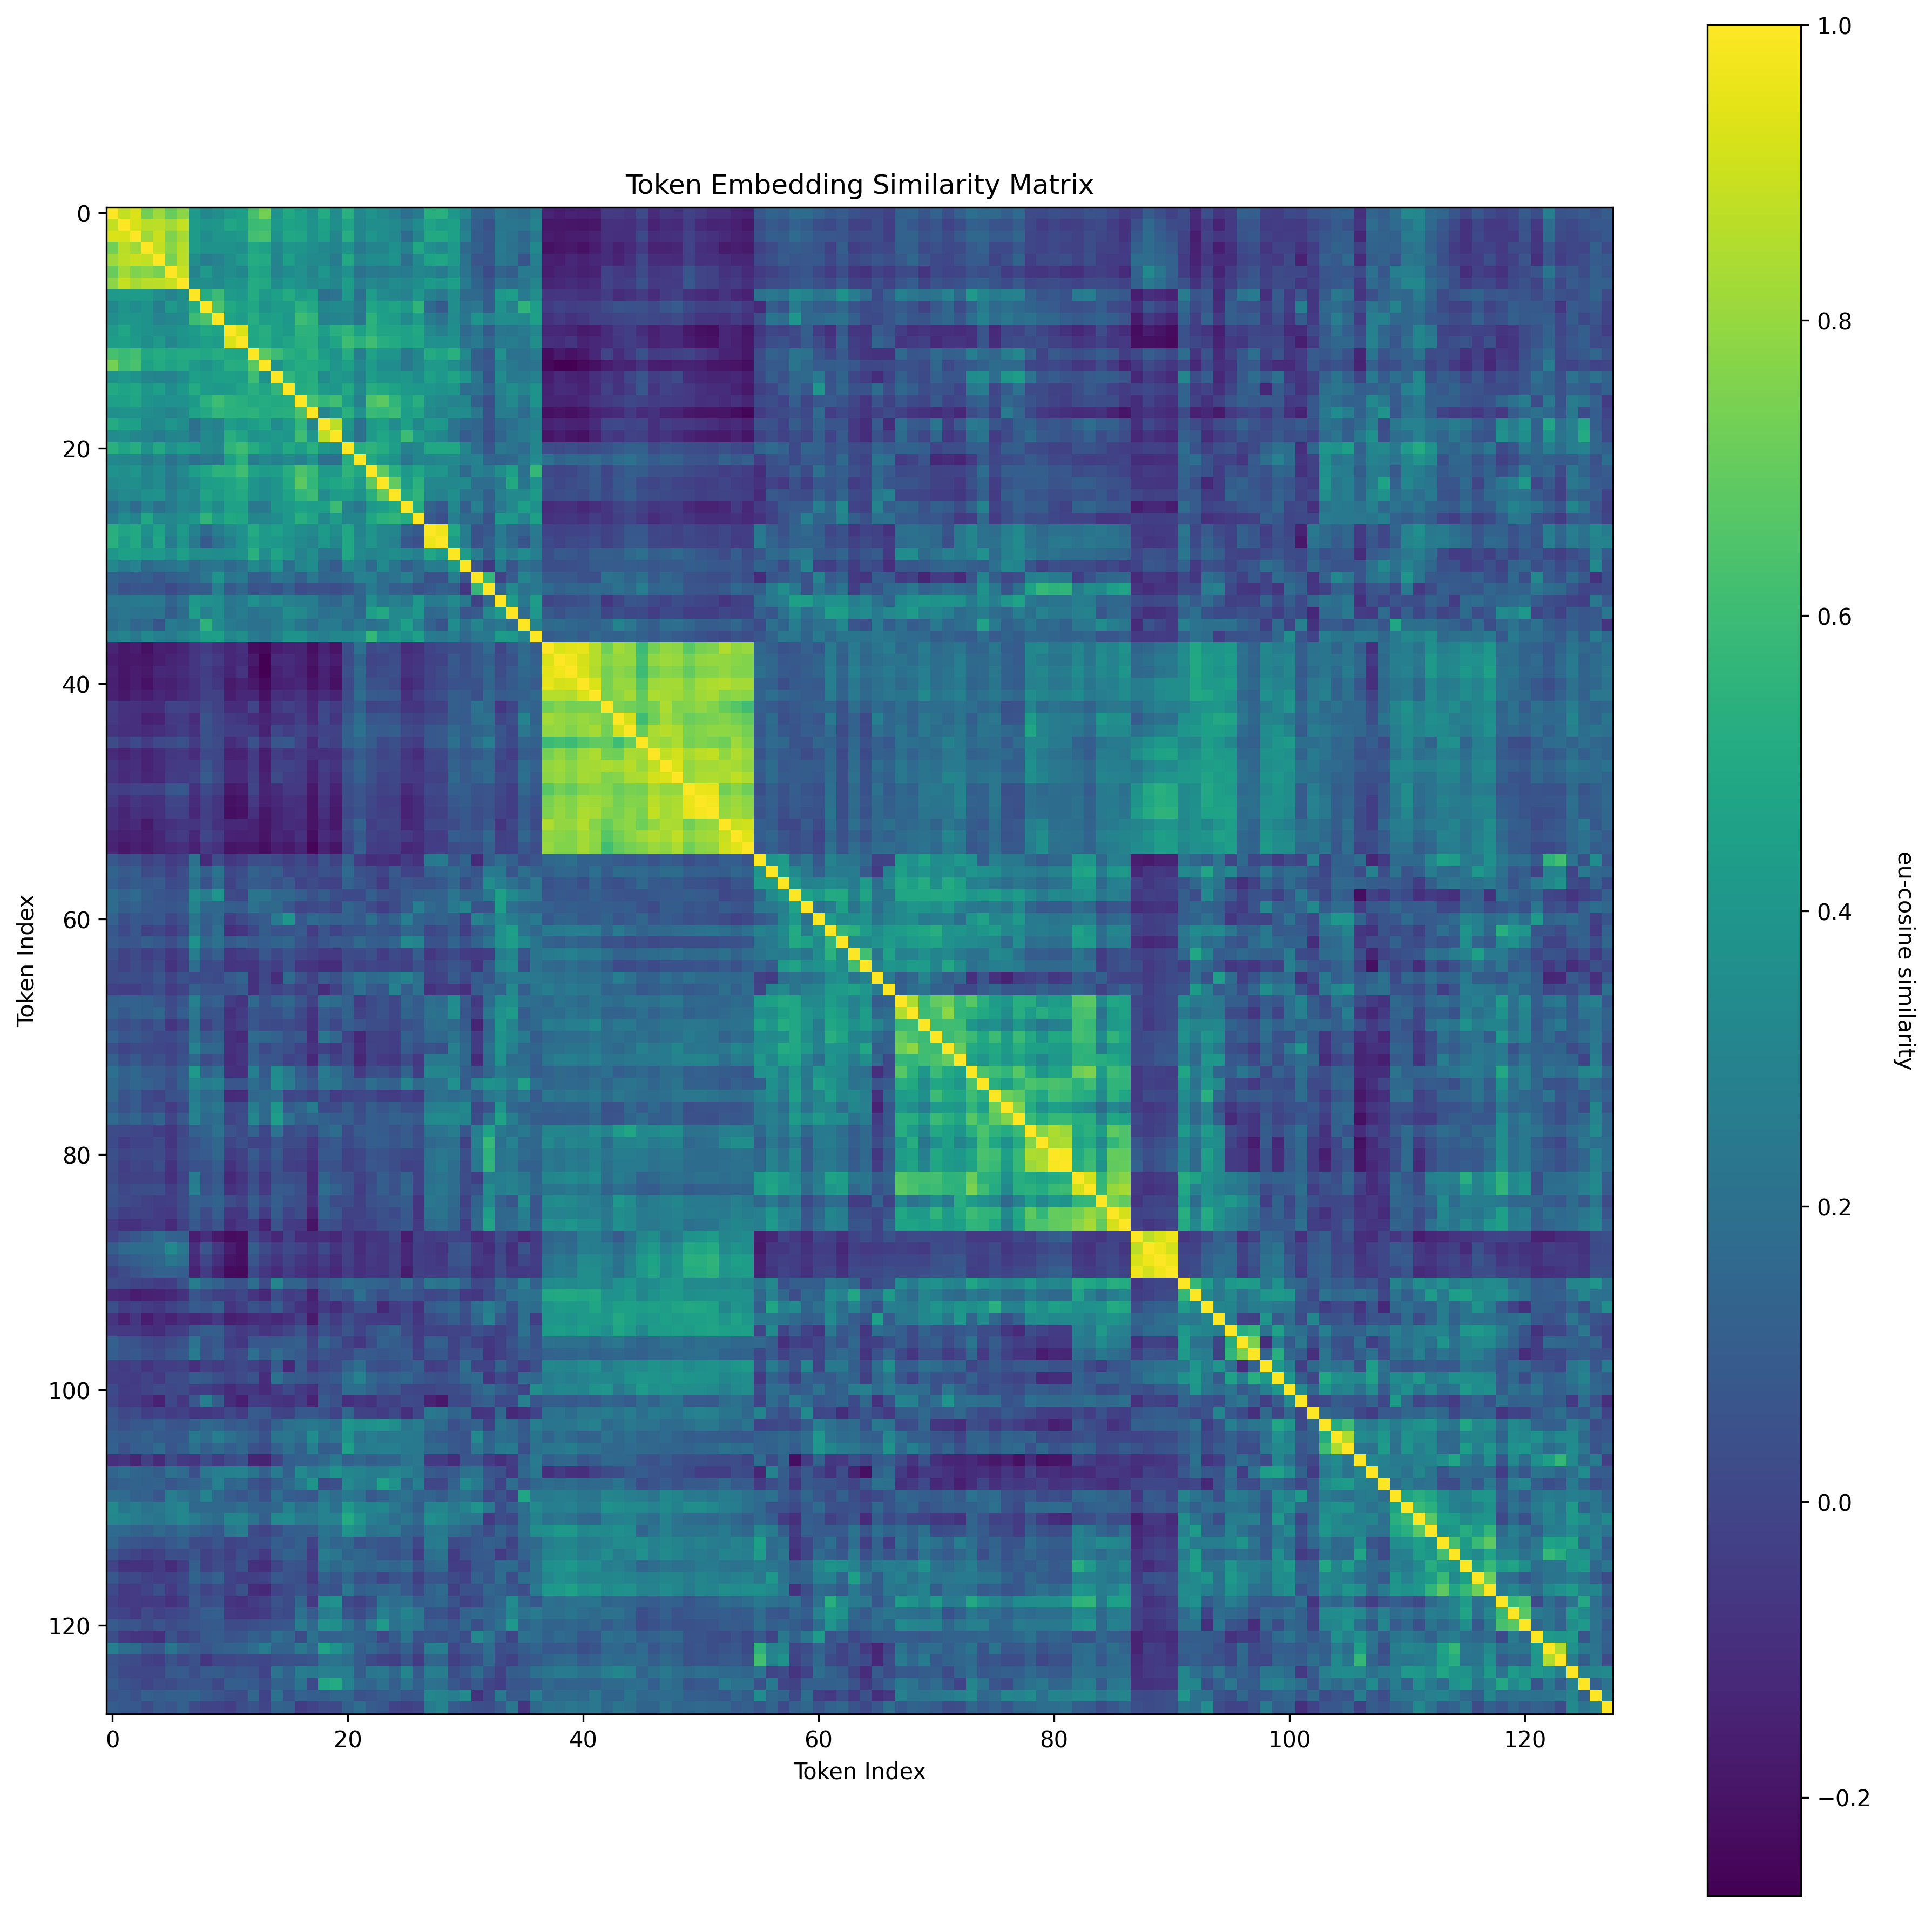 Token Embedding Similarity Matrix
0
20
40
60
80
100
120
Token Index
0 20 40 60 80 100 120
Token Index
1.0
0.8
0.6
0.4
0.2
0.0
−0.2
eu-cosine similarity